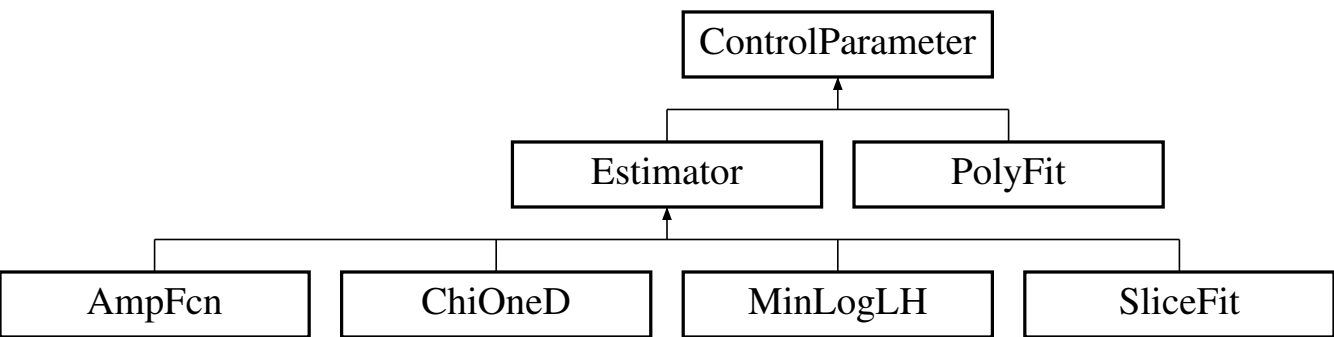 ControlParameter
Estimator
PolyFit
AmpFcn
ChiOneD
MinLogLH
SliceFit